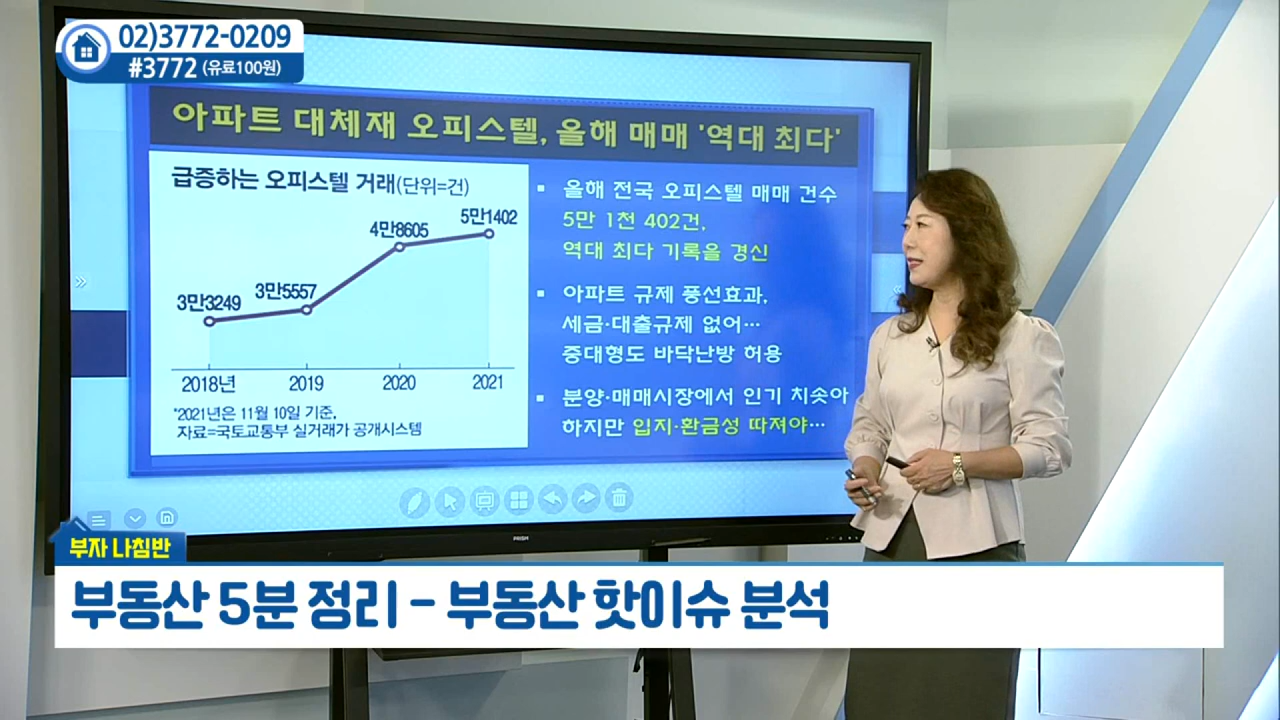 02)3772-0209
#3772 (유료100원)
아파트 대체재 오피스텔, 올해 매매 '역대 최다'
급증하는 오피스텔 거래(단위=건)
3만3249
3만5557
4만8605
5만1402
2018년 2019 2020 2021
*2021년은 11월 10일 기준,
자료=국토교통부 실거래가 공개시스템
▪ 올해 전국 오피스텔 매매 건수
5만 1천 402건,
역대 최다 기록을 경신
▪ 아파트 규제 풍선효과,
세금·대출규제 없어…
중대형도 바닥난방 허용
▪ 분양·매매시장에서 인기 치솟아
하지만 입지·환금성 따져야…
PRISM
부자 나침반
부동산 5분 정리 – 부동산 핫이슈 분석